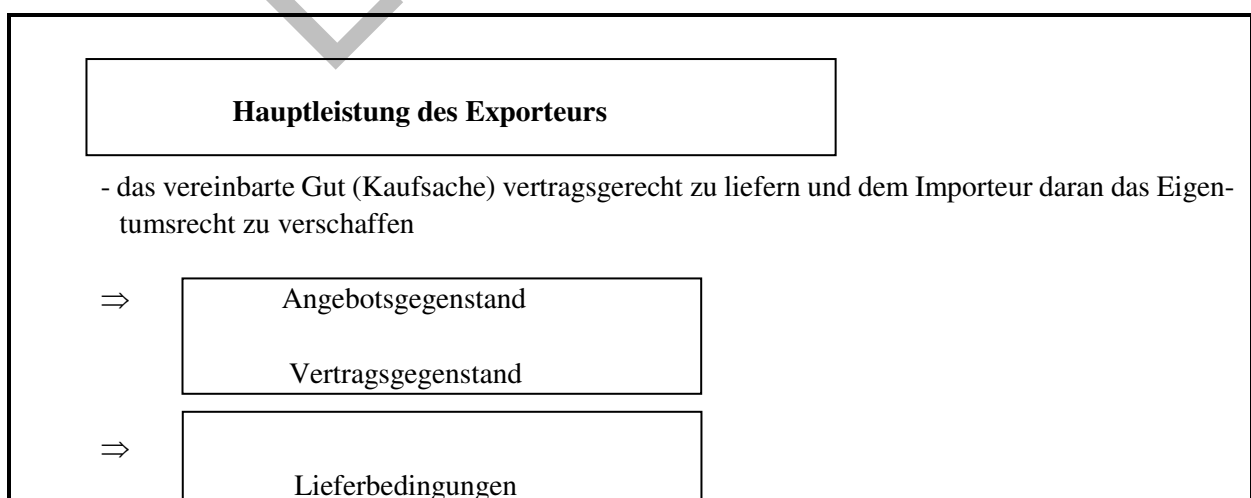 Hauptleistung des Exporteurs
- das vereinbarte Gut (Kaufsache) vertragsgerecht zu liefern und dem Importeur daran das Eigen-
tumsrecht zu verschaffen
⇒ Angebotsgegenstand
Vertragsgegenstand
⇒
Lieferbedingungen